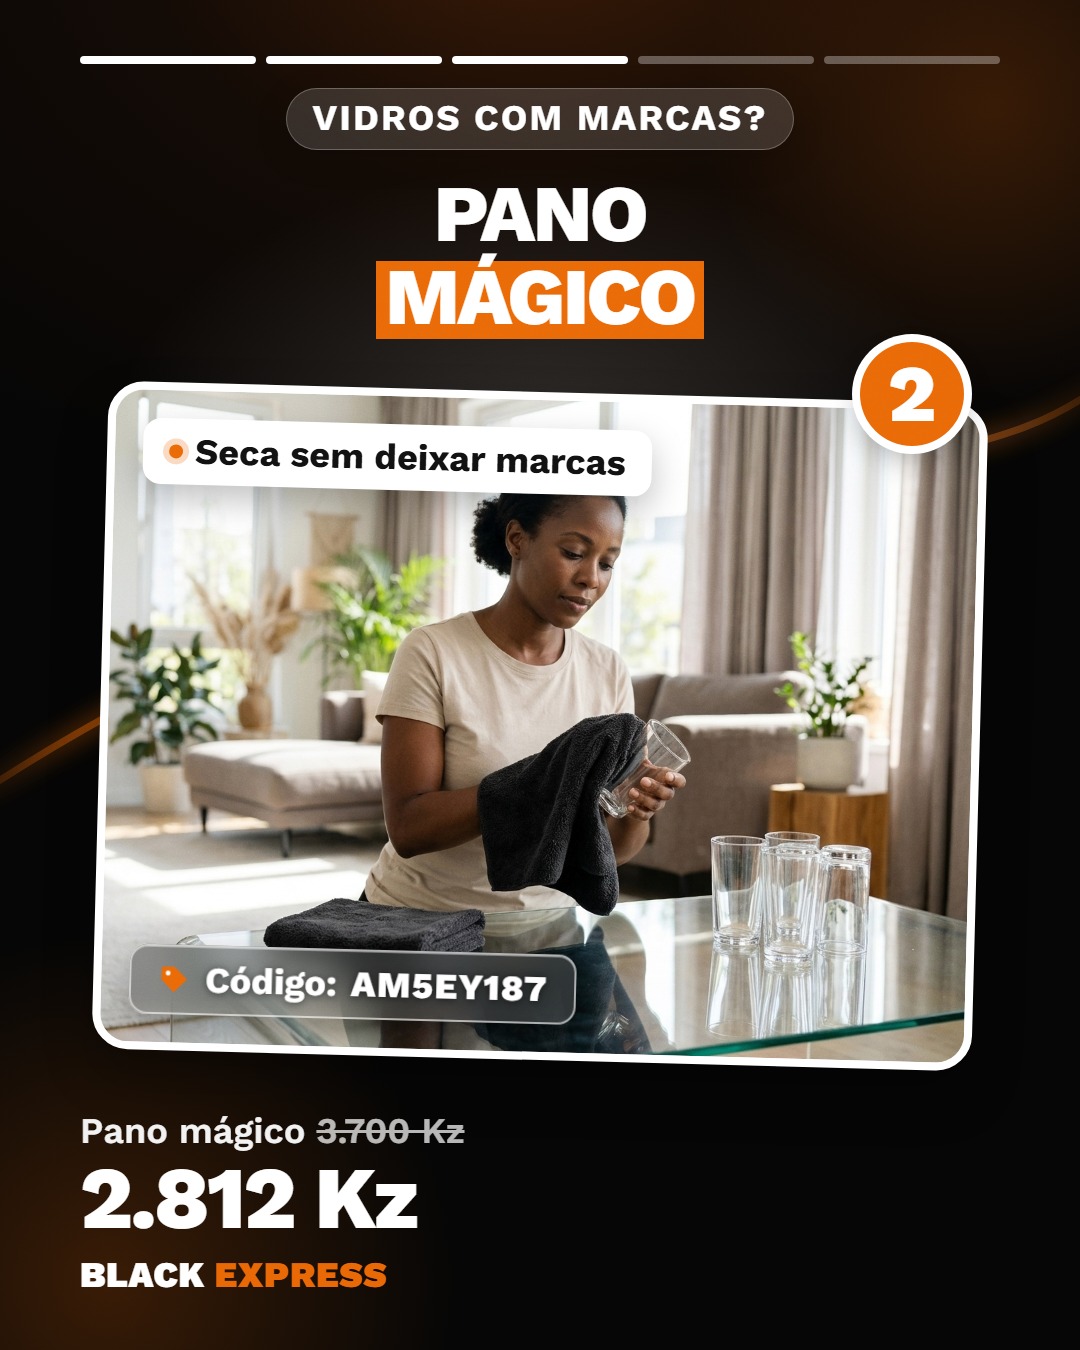 VIDROS COM MARCAS?
PANO
MÁGICO
2
Seca sem deixar marcas
Código: AM5EY187
Pano mágico 3.700 Kz
2.812 Kz
BLACK EXPRESS